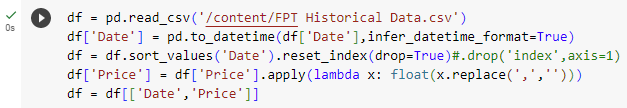 0s
df = pd.read_csv('/content/FPT Historical Data.csv')
df['Date'] = pd.to_datetime(df['Date'],infer_datetime_format=True)
df = df.sort_values('Date').reset_index(drop=True)#.drop('index',axis=1)
df['Price'] = df['Price'].apply(lambda x: float(x.replace(',','')))
df = df[['Date','Price']]